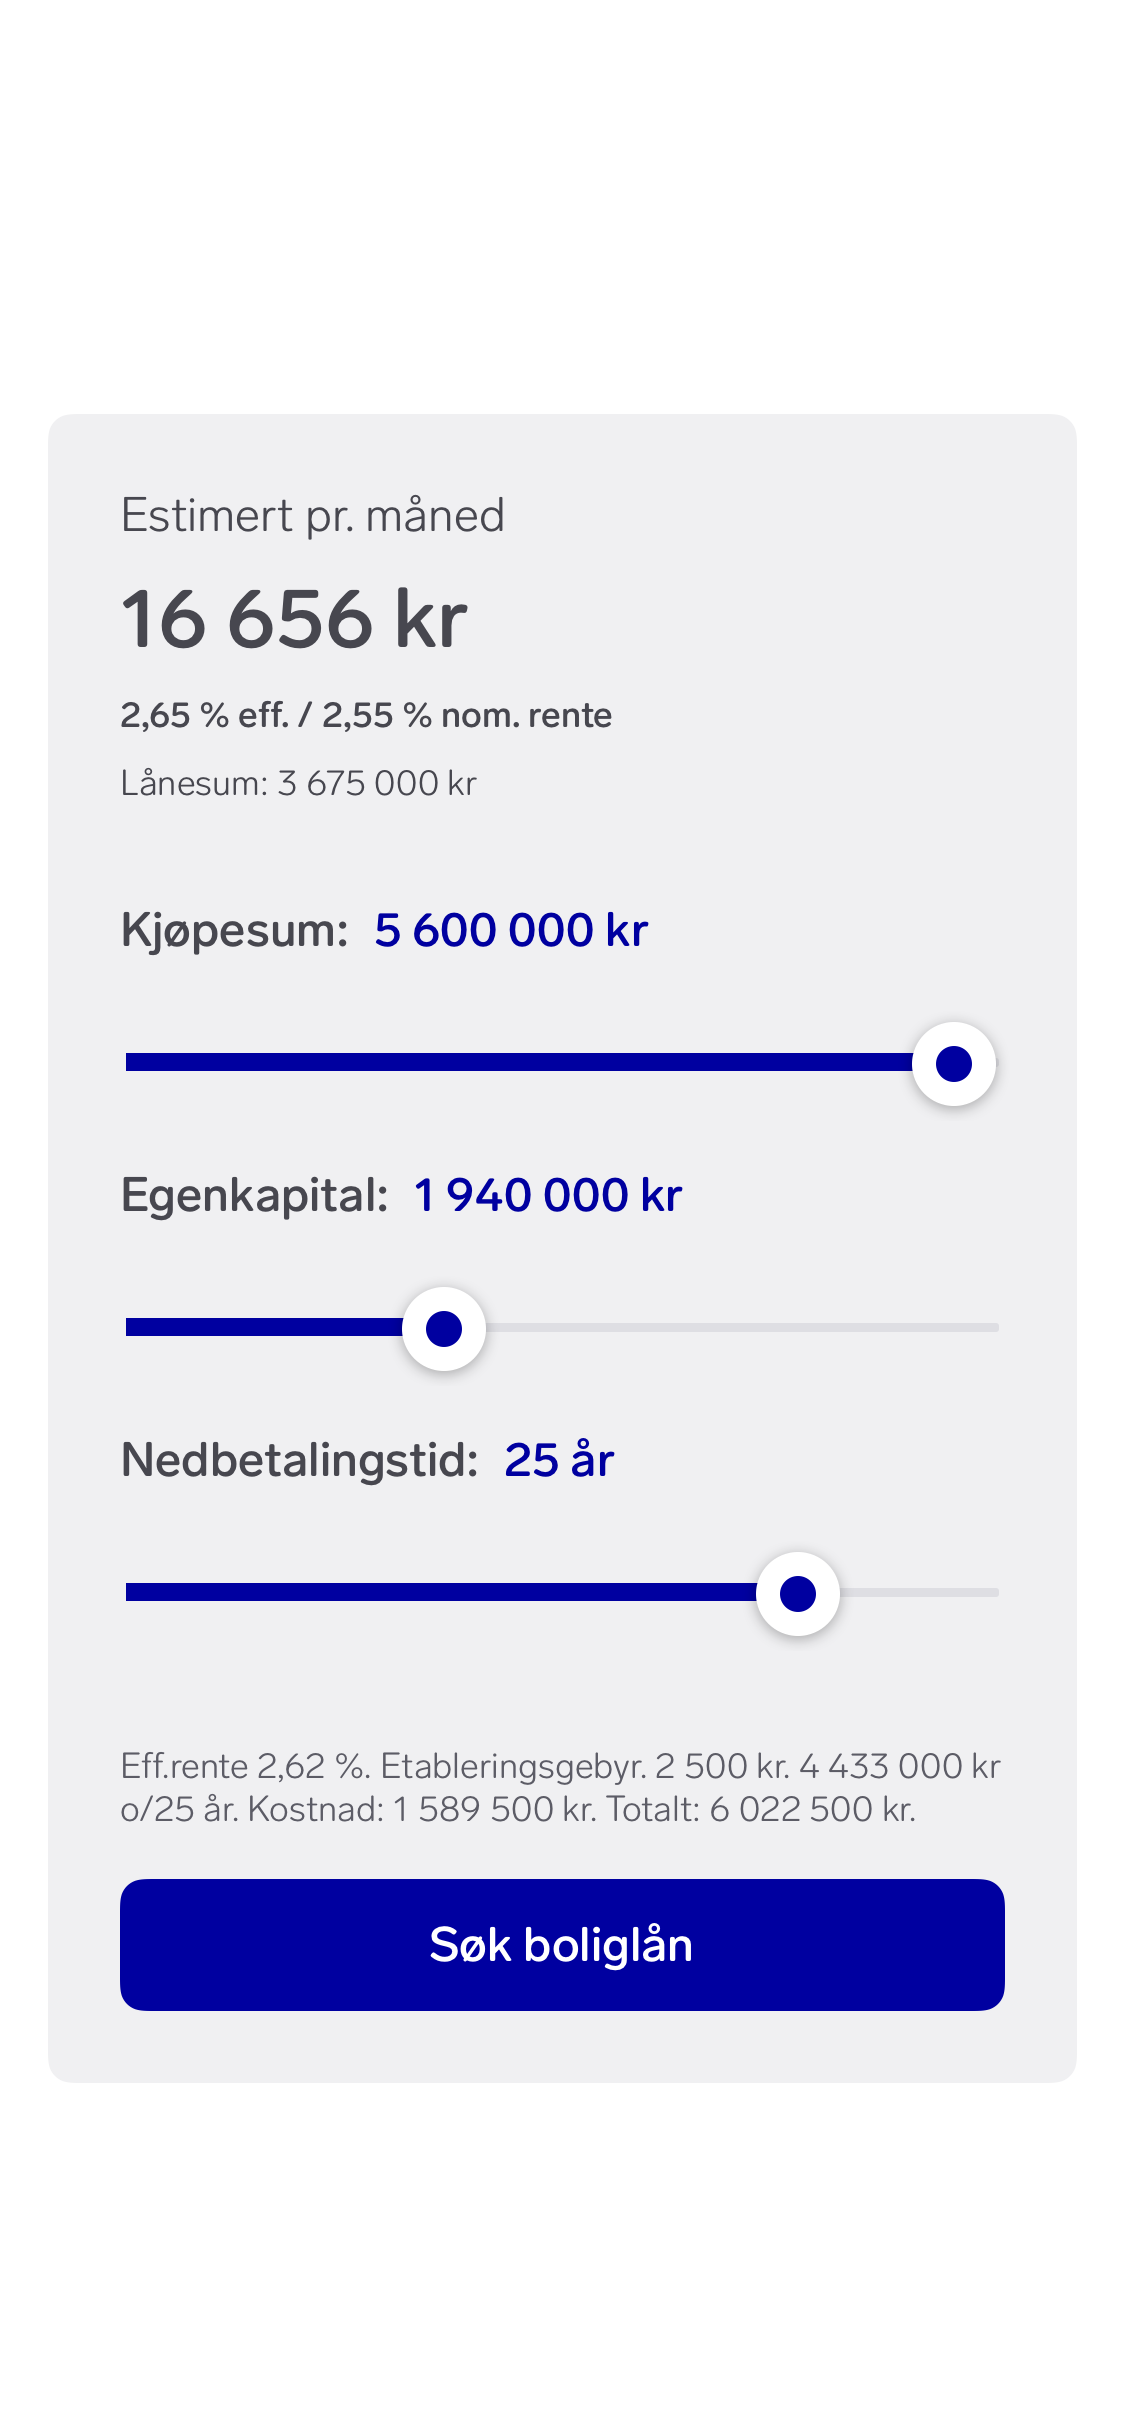 Estimert pr. måned
16 656 kr
2,65 % eff. / 2,55 % nom. rente
Lånesum: 3 675 000 kr
Kjøpesum: 5 600 000 kr
Egenkapital: 1 940 000 kr
Nedbetalingstid: 25 år
Eff.rente 2,62 %. Etableringsgebyr. 2 500 kr. 4 433 000 kr
o/25 år. Kostnad: 1 589 500 kr. Totalt: 6 022 500 kr.
Søk boliglån